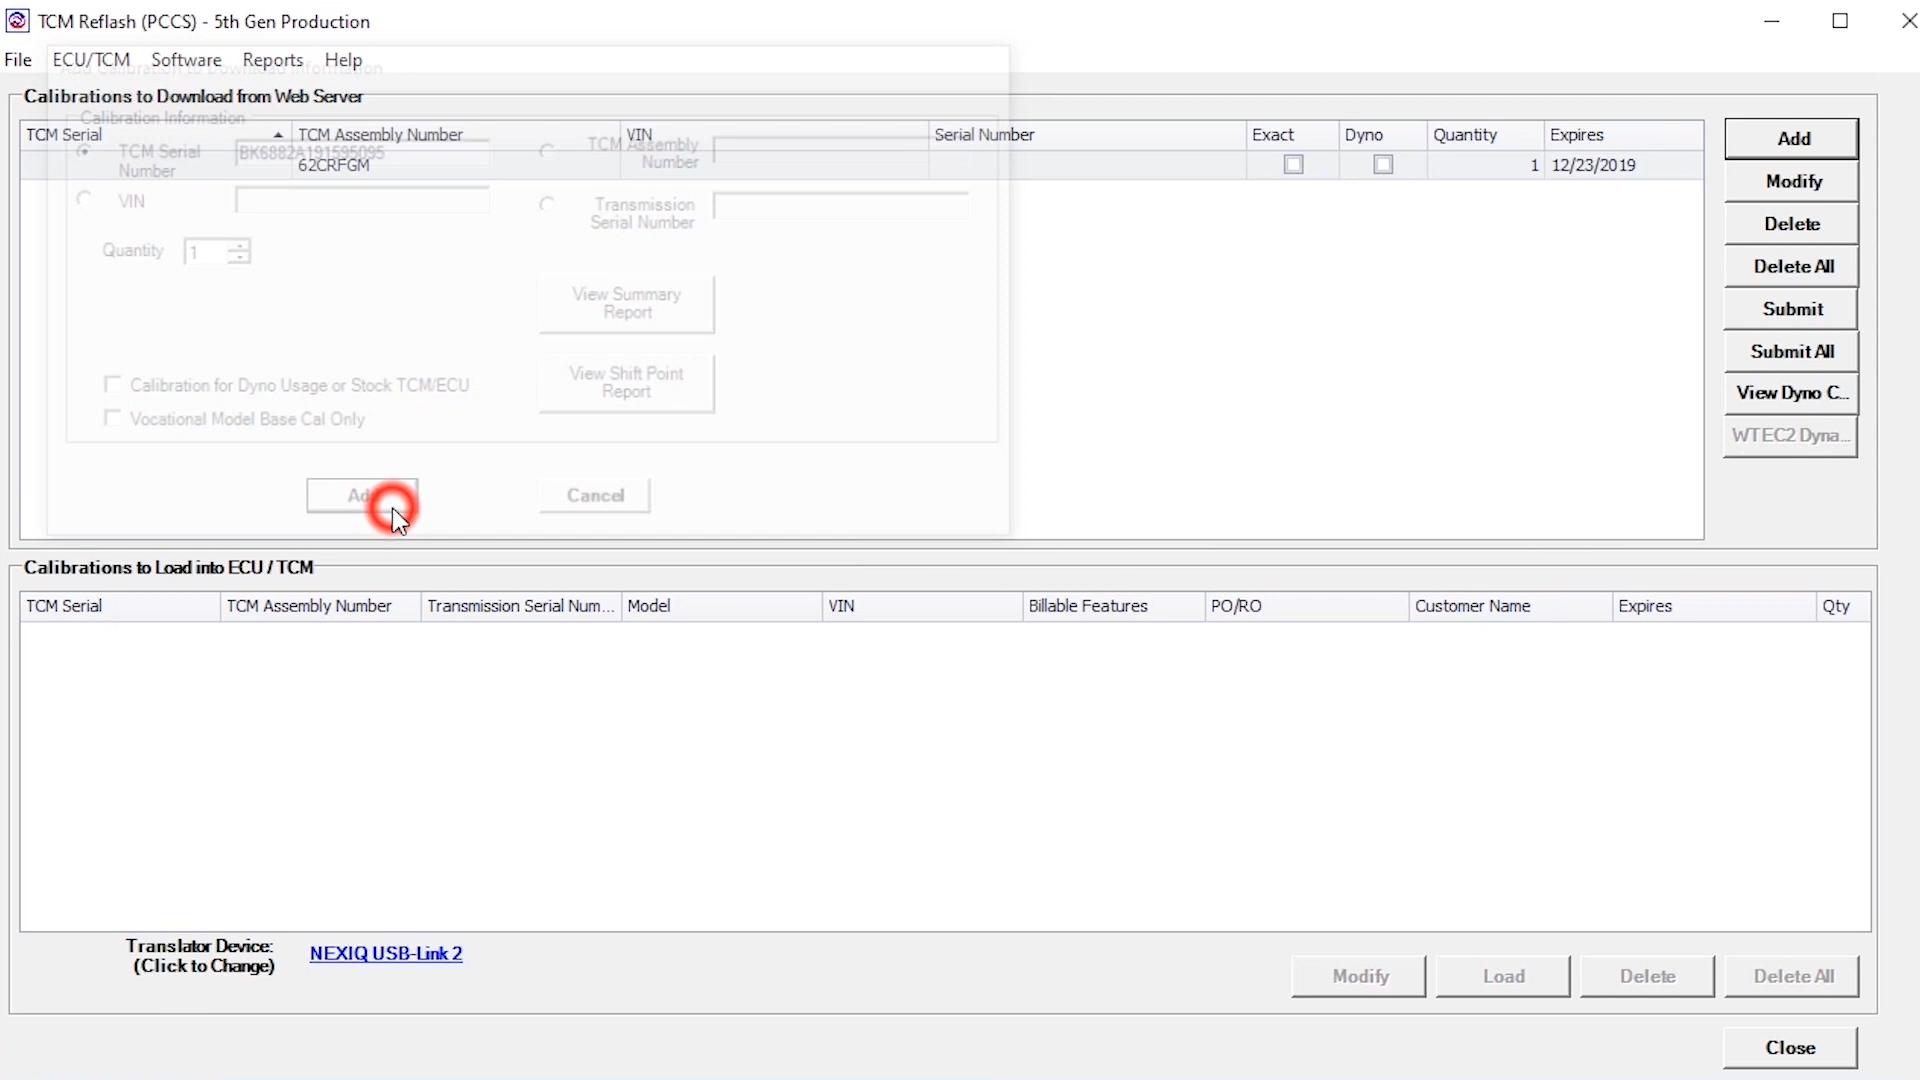 TCM Reflash (PCCS) - 5th Gen Production
File ECU/TCM Software Reports Help
Add Calibration to Download Information
Calibrations to Download from Web Server
Calibration Information
TCM Serial TCM Assembly Number VIN Serial Number Exact Dyno Quantity Expires
62CRFGM 1 12/23/2019
TCM Serial Number BK6882A191595095
TCM Assembly Number
VIN
Transmission Serial Number
Quantity 1
View Summary Report
View Shift Point Report
Calibration for Dyno Usage or Stock TCM/ECU
Vocational Model Base Cal Only
Cancel
Add
Modify
Delete
Delete All
Submit
Submit All
View Dyno C...
WTEC2 Dyna...
Calibrations to Load into ECU / TCM
TCM Serial TCM Assembly Number Transmission Serial Num... Model VIN Billable Features PO/RO Customer Name Expires Qty
Translator Device:
(Click to Change)
NEXIQ USB-Link 2
Modify Load Delete Delete All
Close